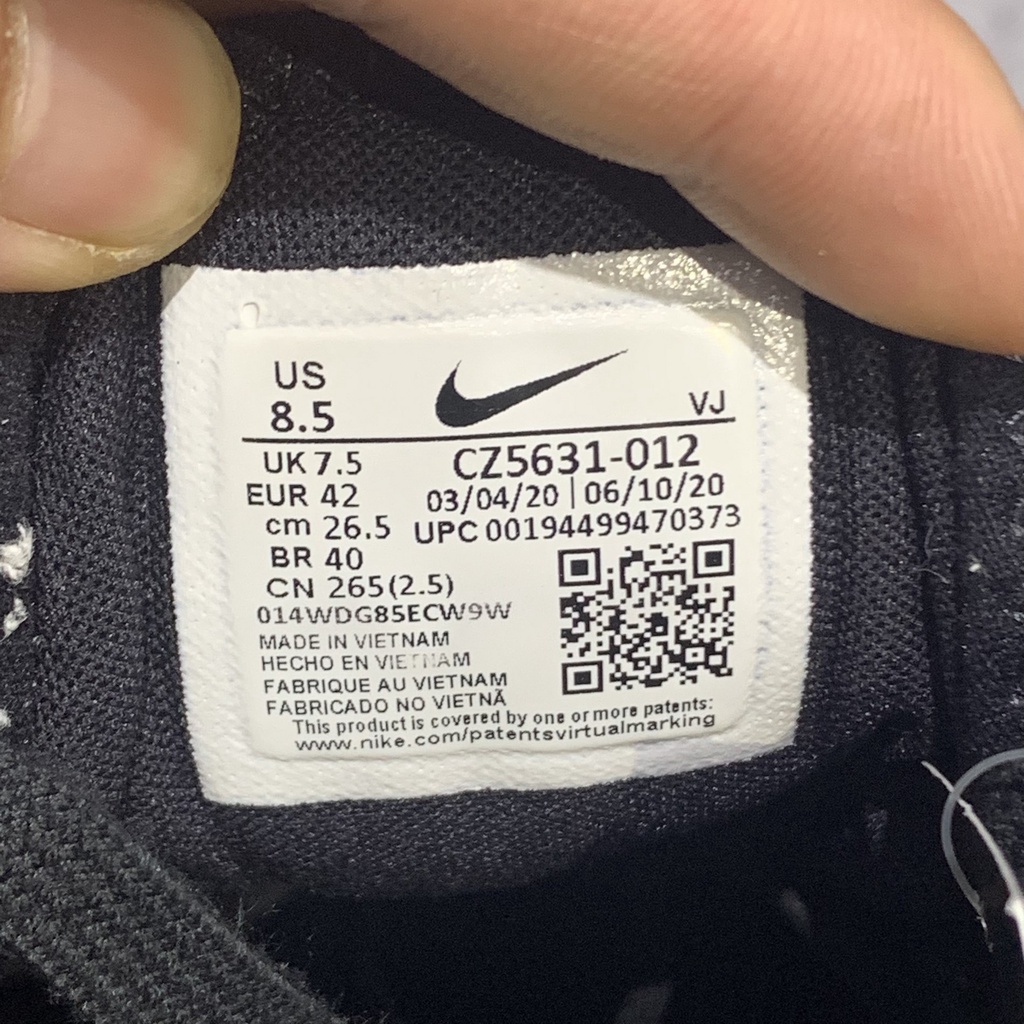 US
8.5
VJ
UK 7.5
CZ5631-012
EUR 42
03/04/20 | 06/10/20
cm 26.5
UPC 00194499470373
BR 40
CN 265(2.5)
014WDG85ECW9W
MADE IN VIETNAM
HECHO EN VIETNAM
FABRIQUE AU VIETNAM
FABRICADO NO VIETNÃ
This product is covered by one or more patents:
www.nike.com/patentsvirtualmarking